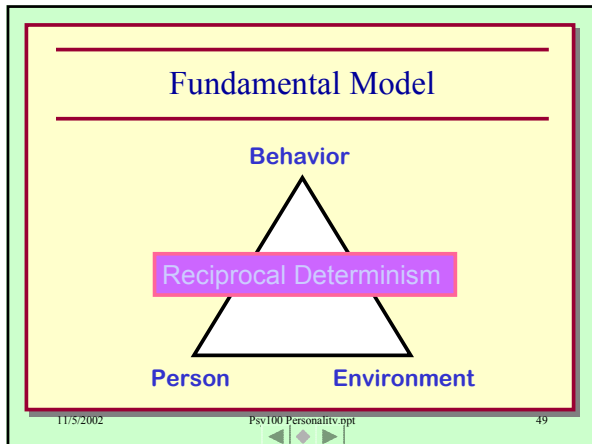 Fundamental Model
Behavior
Reciprocal Determinism
Person Environment
11/5/2002 Psy100 Personality.ppt 49